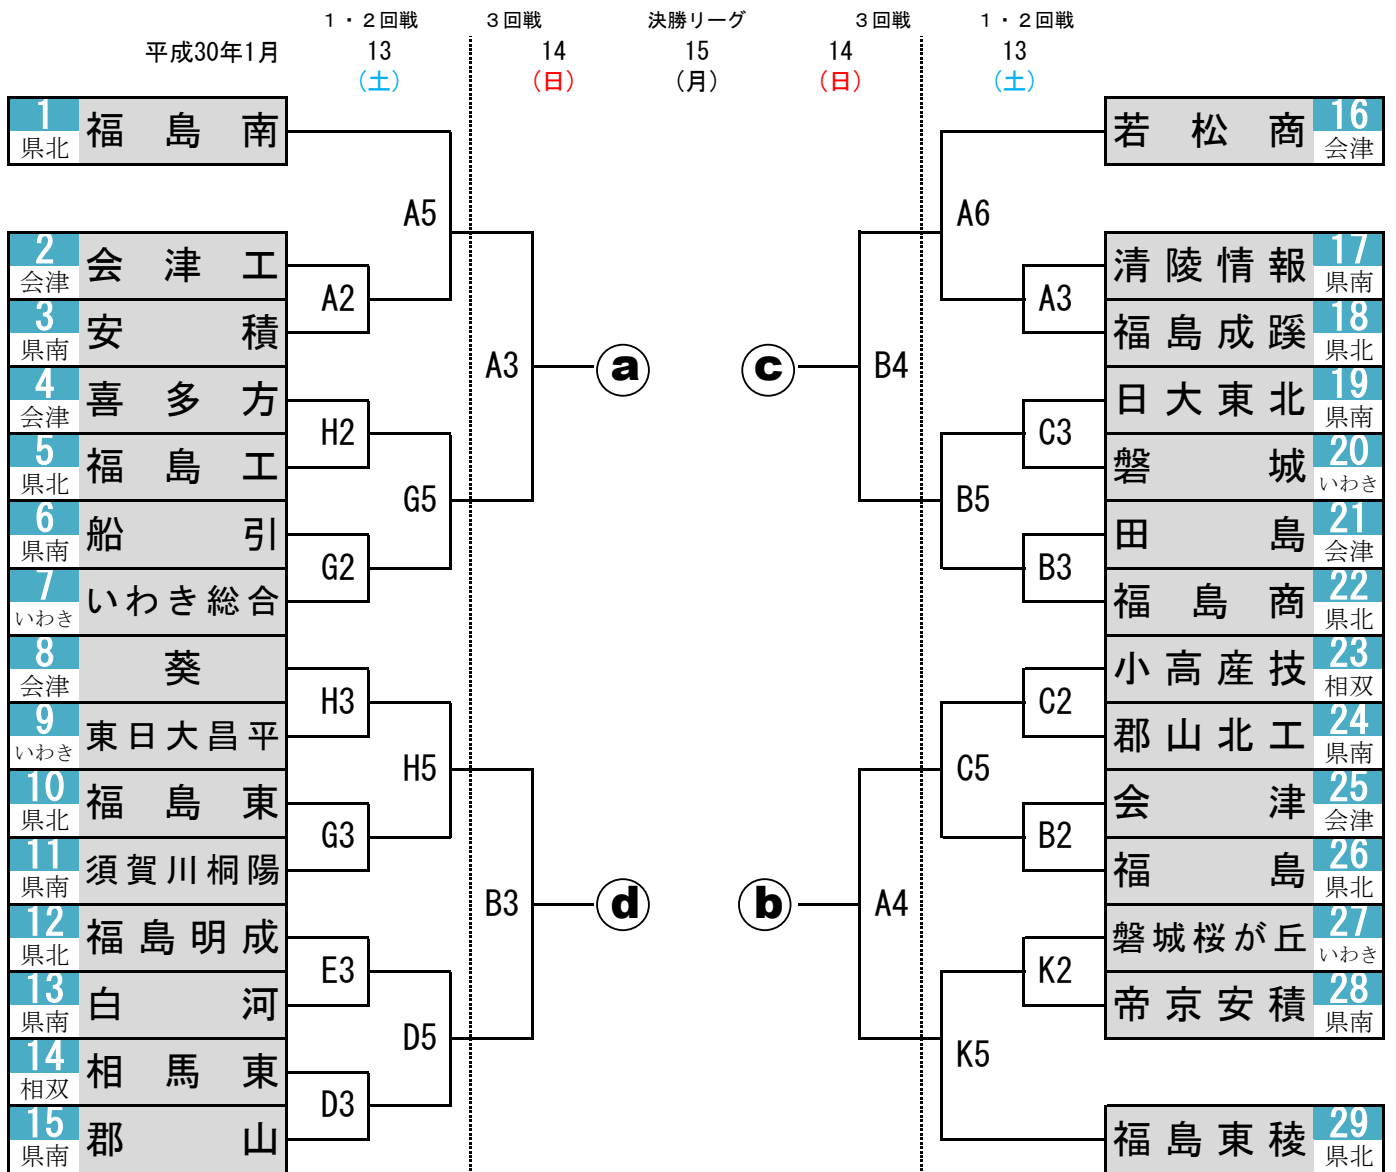 1・2回戦 3回戦 決勝リーグ 3回戦 1・2回戦
平成30年1月 13 14 15 14 13
(土) (日) (月) (日) (土)
1 県北 福島南
A5
2 会津 会津工
A2
3 県南 安積
A3
a
4 会津 喜多方
H2
5 県北 福島工
G5
6 県南 船引
G2
7 いわき いわき総合
8 会津 葵
H3
9 いわき 東日大昌平
H5
10 県北 福島東
G3
11 県南 須賀川桐陽
B3
d
12 県北 福島明成
E3
13 県南 白河
D5
14 相双 相馬東
D3
15 県南 郡山
若松商 16 会津
A6
清陵情報 17 県南
A3
福島成蹊 18 県北
c
B4
日大東北 19 県南
C3
磐城 20 いわき
B5
田島 21 会津
B3
福島商 22 県北
小高産技 23 相双
C2
郡山北工 24 県南
C5
会津 25 会津
B2
福島 26 県北
b
A4
磐城桜が丘 27 いわき
K2
帝京安積 28 県南
K5
福島東稜 29 県北